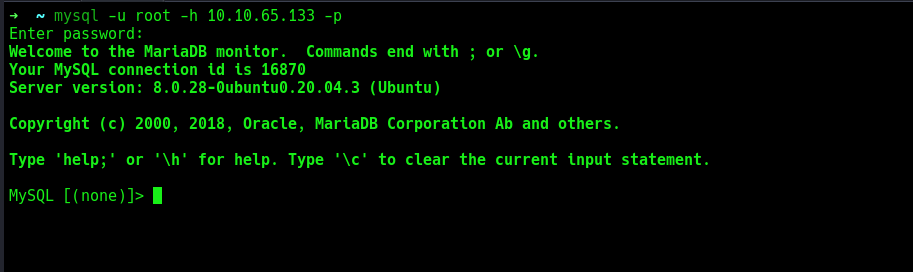 → ~ mysql -u root -h 10.10.65.133 -p
Enter password:
Welcome to the MariaDB monitor.  Commands end with ; or \g.
Your MySQL connection id is 16870
Server version: 8.0.28-0ubuntu0.20.04.3 (Ubuntu)
Copyright (c) 2000, 2018, Oracle, MariaDB Corporation Ab and others.
Type 'help;' or '\h' for help. Type '\c' to clear the current input statement.
MySQL [(none)]>